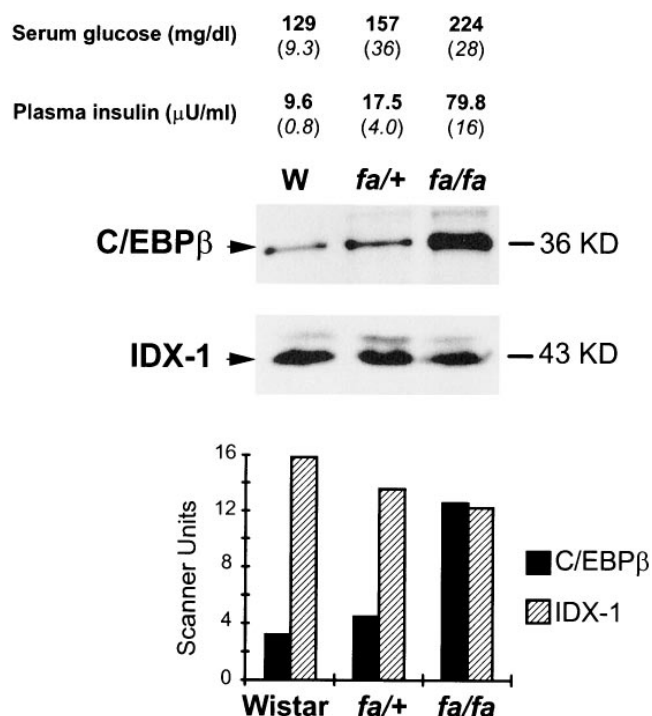 Serum glucose (mg/dl) 129 157 224
(9.3) (36) (28)
Plasma insulin (μU/ml) 9.6 17.5 79.8
(0.8) (4.0) (16)
W fa/+ fa/fa
C/EBPβ 36 KD
IDX-1 43 KD
16
12
8
4
0
Scanner Units
C/EBPβ
IDX-1
Wistar fa/+ fa/fa